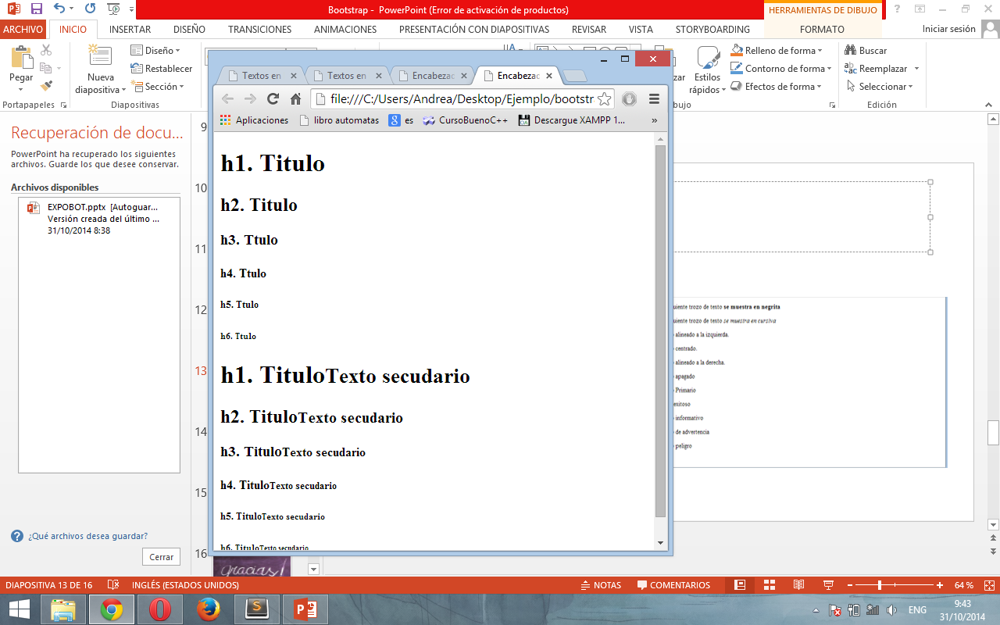 Bootstrap - PowerPoint (Error de activación de productos)
HERRAMIENTAS DE DIBUJO
?
ARCHIVO INICIO INSERTAR DISEÑO TRANSICIONES ANIMACIONES PRESENTACIÓN CON DIAPOSITIVAS REVISAR VISTA STORYBOARDING FORMATO Iniciar sesión
Pegar
Portapapeles
Nueva
diapositiva
Diseño
Restablecer
Sección
Diapositivas
Estilos
rápidos
Relleno de forma
Contorno de forma
Efectos de forma
Buscar
Reemplazar
Seleccionar
Edición
Recuperación de docu...
PowerPoint ha recuperado los siguientes
archivos. Guarde los que desee conservar.
Archivos disponibles
EXPOBOT.pptx [Autoguar...
Versión creada del último ...
31/10/2014 8:38
¿Qué archivos desea guardar?
Cerrar
9
10
11
12
13
14
15
16
Textos en
Textos en
Encabezac
Encabezac
file:///C:/Users/Andrea/Desktop/Ejemplo/bootstr
Aplicaciones libro automatas es CursoBuenoC++ Descargue XAMPP 1... »
h1. Titulo
h2. Titulo
h3. Ttulo
h4. Ttulo
h5. Ttulo
h6. Ttulo
h1. TituloTexto secudario
h2. TituloTexto secudario
h3. TituloTexto secudario
h4. TituloTexto secudario
h5. TituloTexto secudario
h6. TituloTexto secudario
trozo de texto se muestra en negrita
trozo de texto se muestra en cursiva
alineado a la izquierda.
centrado.
alineado a la derecha.
apagado
Primario
exitoso
informativo
de advertencia
peligro
gracias!
DIAPOSITIVA 13 DE 16 INGLÉS (ESTADOS UNIDOS) NOTAS COMENTARIOS 64 %
ENG
9:43
31/10/2014